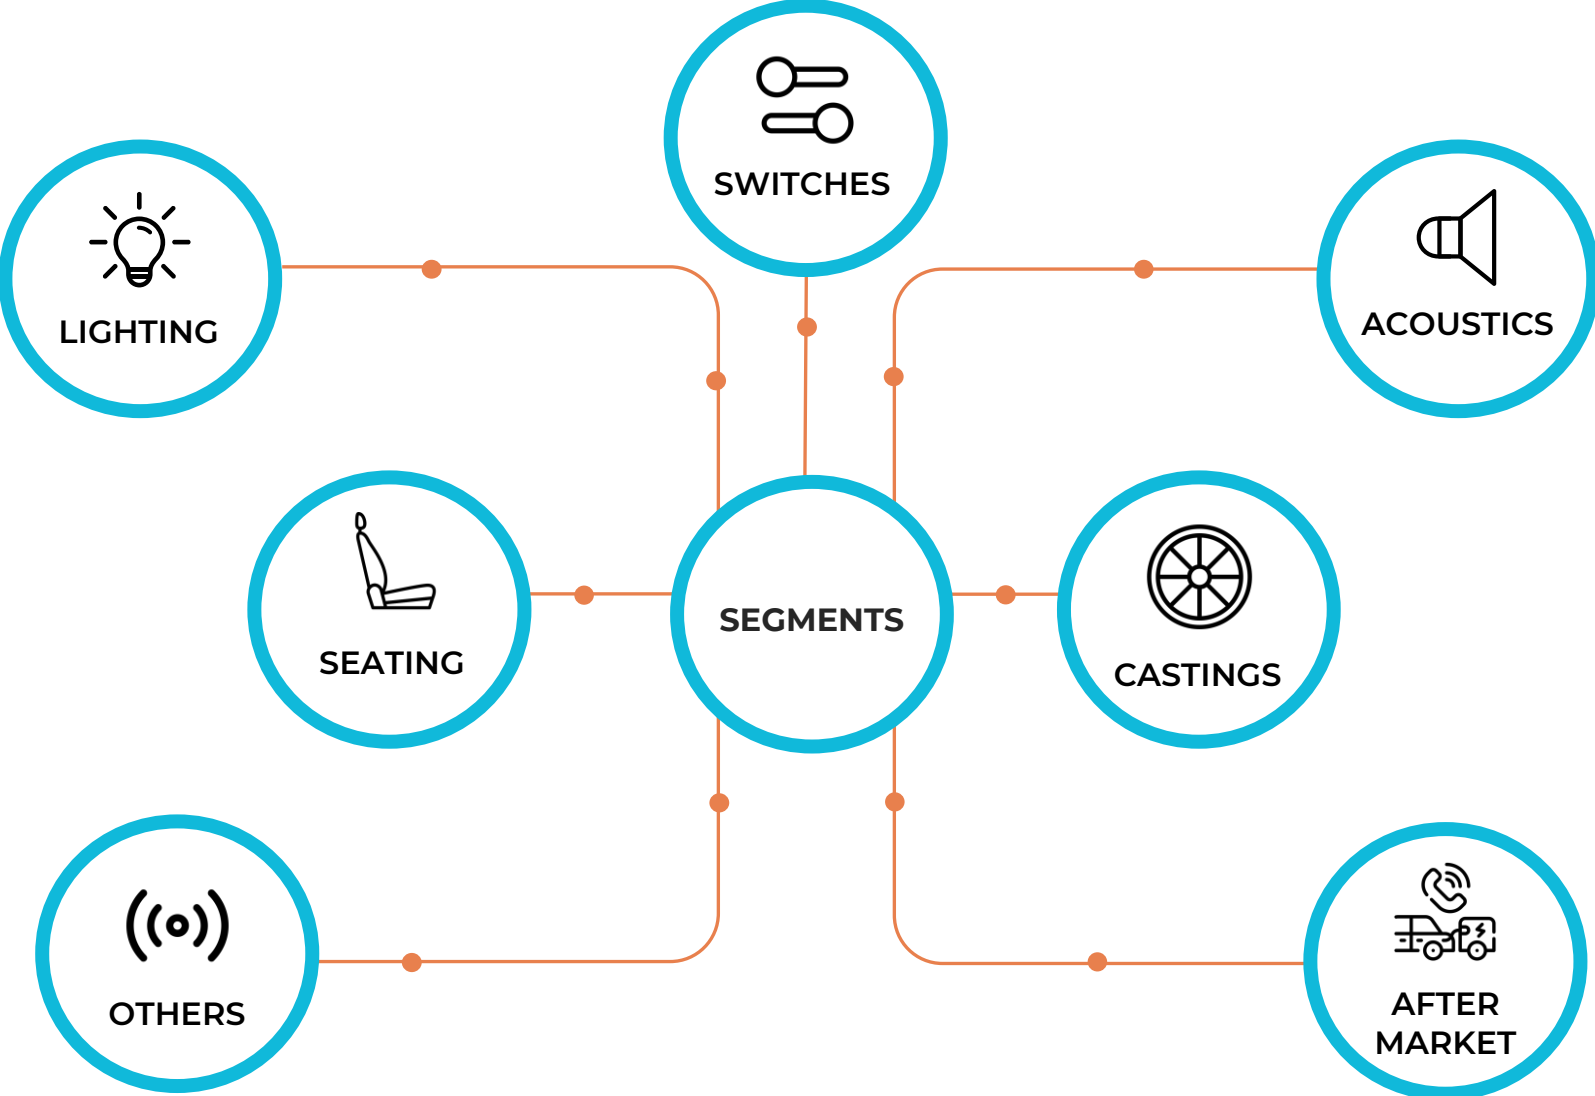 SWITCHES
LIGHTING
ACOUSTICS
SEGMENTS
SEATING
CASTINGS
OTHERS
AFTER
MARKET